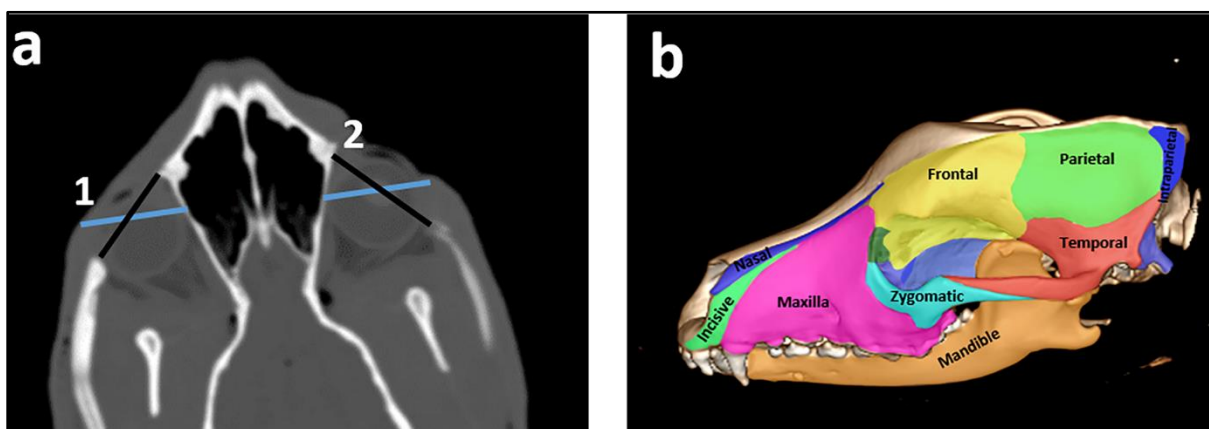 a
1
2
b
Parietal
Intraparietal
Frontal
Temporal
Nasal
Zygomatic
Maxilla
Incisive
Mandible